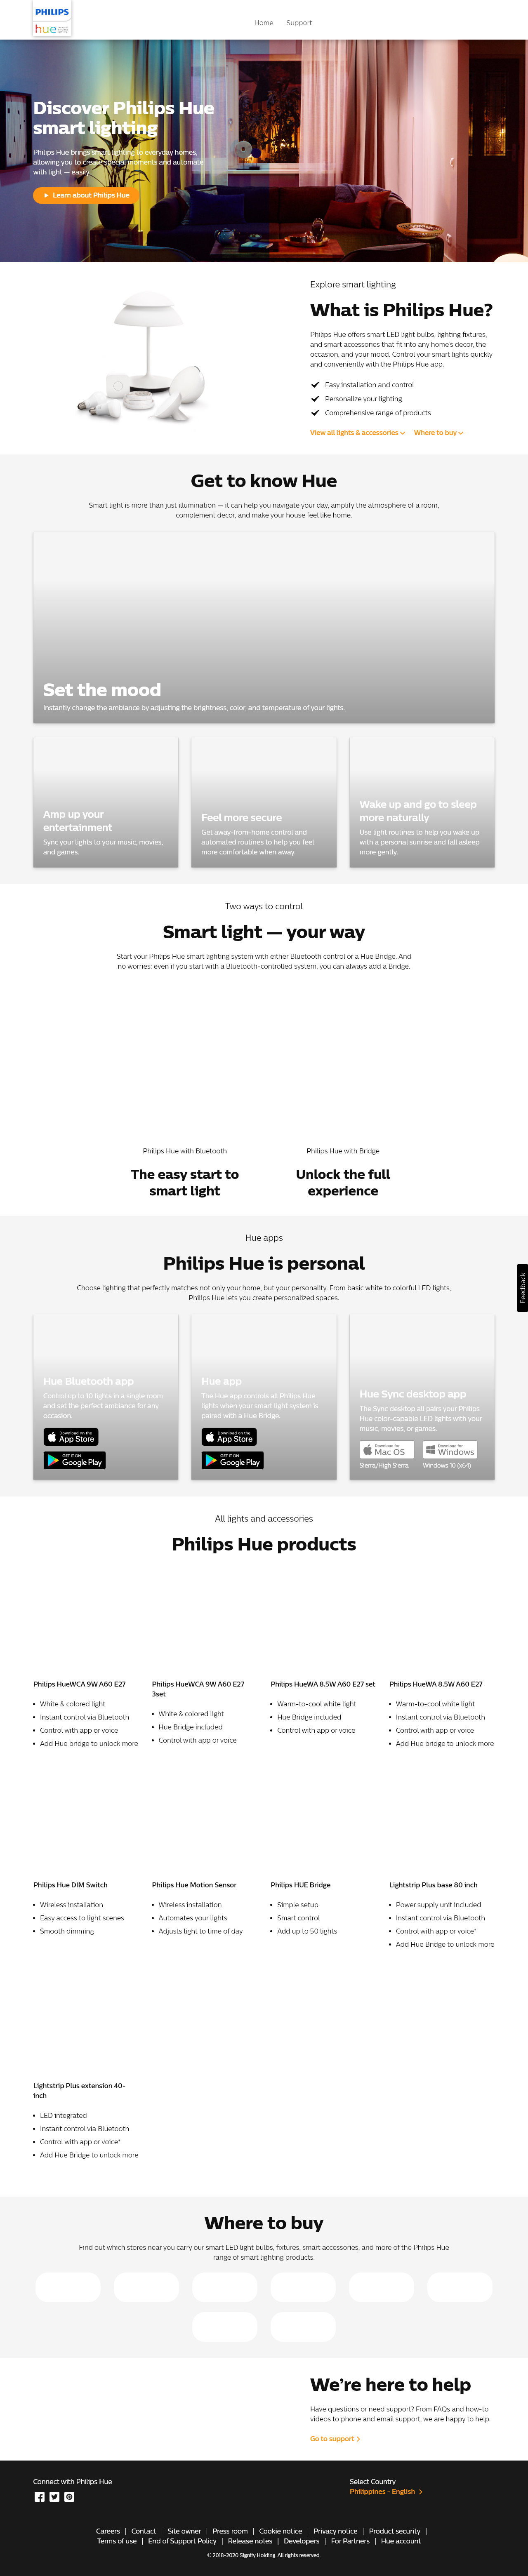 PHILIPS
hue
Home
Support
Discover Philips Hue
smart lighting
Philips Hue brings smart lighting to everyday homes,
allowing you to create special moments and automate
with light — easily.
Learn about Philips Hue
Explore smart lighting
What is Philips Hue?
Philips Hue offers smart LED light bulbs, lighting fixtures,
and smart accessories that fit into any home's decor, the
occasion, and your mood. Control your smart lights quickly
and conveniently with the Philips Hue app.
Easy installation and control
Personalize your lighting
Comprehensive range of products
View all lights & accessories
Where to buy
Get to know Hue
Smart light is more than just illumination — it can help you navigate your day, amplify the atmosphere of a room,
complement decor, and make your house feel like home.
Set the mood
Instantly change the ambiance by adjusting the brightness, color, and temperature of your lights.
Amp up your
entertainment
Sync your lights to your music, movies,
and games.
Feel more secure
Get away-from-home control and
automated routines to help you feel
more comfortable when away.
Wake up and go to sleep
more naturally
Use light routines to help you wake up
with a personal sunrise and fall asleep
more gently.
Two ways to control
Smart light — your way
Start your Philips Hue smart lighting system with either Bluetooth control or a Hue Bridge. And
no worries: even if you start with a Bluetooth-controlled system, you can always add a Bridge.
Philips Hue with Bluetooth
The easy start to
smart light
Philips Hue with Bridge
Unlock the full
experience
Hue apps
Philips Hue is personal
Feedback
Choose lighting that perfectly matches not only your home, but your personality. From basic white to colorful LED lights,
Philips Hue lets you create personalized spaces.
Hue Bluetooth app
Control up to 10 lights in a single room
and set the perfect ambiance for any
occasion.
Download on the
App Store
GET IT ON
Google Play
Hue app
The Hue app controls all Philips Hue
lights when your smart light system is
paired with a Hue Bridge.
Download on the
App Store
GET IT ON
Google Play
Hue Sync desktop app
The Sync desktop all pairs your Philips
Hue color-capable LED lights with your
music, movies, or games.
Download for
Mac OS
Sierra/High Sierra
Download for
Windows
Windows 10 (x64)
All lights and accessories
Philips Hue products
Philips HueWCA 9W A60 E27
White & colored light
Instant control via Bluetooth
Control with app or voice
Add Hue bridge to unlock more
Philips HueWCA 9W A60 E27
3set
White & colored light
Hue Bridge included
Control with app or voice
Philips HueWA 8.5W A60 E27 set
Warm-to-cool white light
Hue Bridge included
Control with app or voice
Philips HueWA 8.5W A60 E27
Warm-to-cool white light
Instant control via Bluetooth
Control with app or voice
Add Hue bridge to unlock more
Philips Hue DIM Switch
Wireless installation
Easy access to light scenes
Smooth dimming
Philips Hue Motion Sensor
Wireless installation
Automates your lights
Adjusts light to time of day
Philips HUE Bridge
Simple setup
Smart control
Add up to 50 lights
Lightstrip Plus base 80 inch
Power supply unit included
Instant control via Bluetooth
Control with app or voice*
Add Hue Bridge to unlock more
Lightstrip Plus extension 40-
inch
LED integrated
Instant control via Bluetooth
Control with app or voice*
Add Hue Bridge to unlock more
Where to buy
Find out which stores near you carry our smart LED light bulbs, fixtures, smart accessories, and more of the Philips Hue
range of smart lighting products.
We're here to help
Have questions or need support? From FAQs and how-to
videos to phone and email support, we are happy to help.
Go to support
Connect with Philips Hue
Select Country
Philippines - English
Careers | Contact | Site owner | Press room | Cookie notice | Privacy notice | Product security |
Terms of use | End of Support Policy | Release notes | Developers | For Partners | Hue account
© 2018-2020 Signify Holding. All rights reserved.